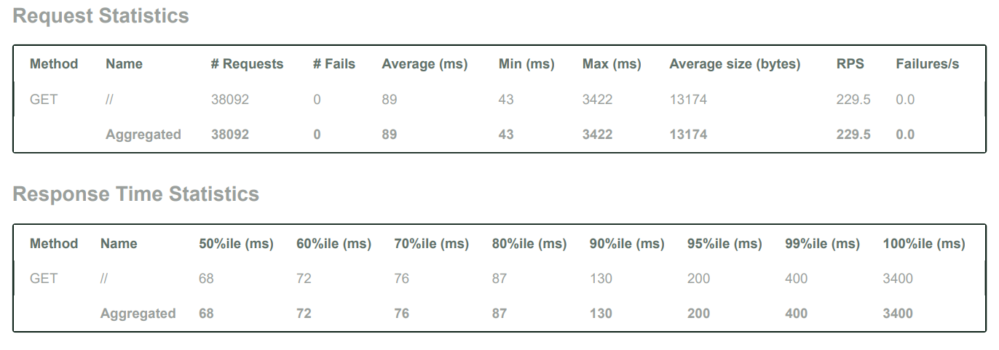 Request Statistics
Method Name # Requests # Fails Average (ms) Min (ms) Max (ms) Average size (bytes) RPS Failures/s
GET // 38092 0 89 43 3422 13174 229.5 0.0
Aggregated 38092 0 89 43 3422 13174 229.5 0.0
Response Time Statistics
Method Name 50%ile (ms) 60%ile (ms) 70%ile (ms) 80%ile (ms) 90%ile (ms) 95%ile (ms) 99%ile (ms) 100%ile (ms)
GET // 68 72 76 87 130 200 400 3400
Aggregated 68 72 76 87 130 200 400 3400